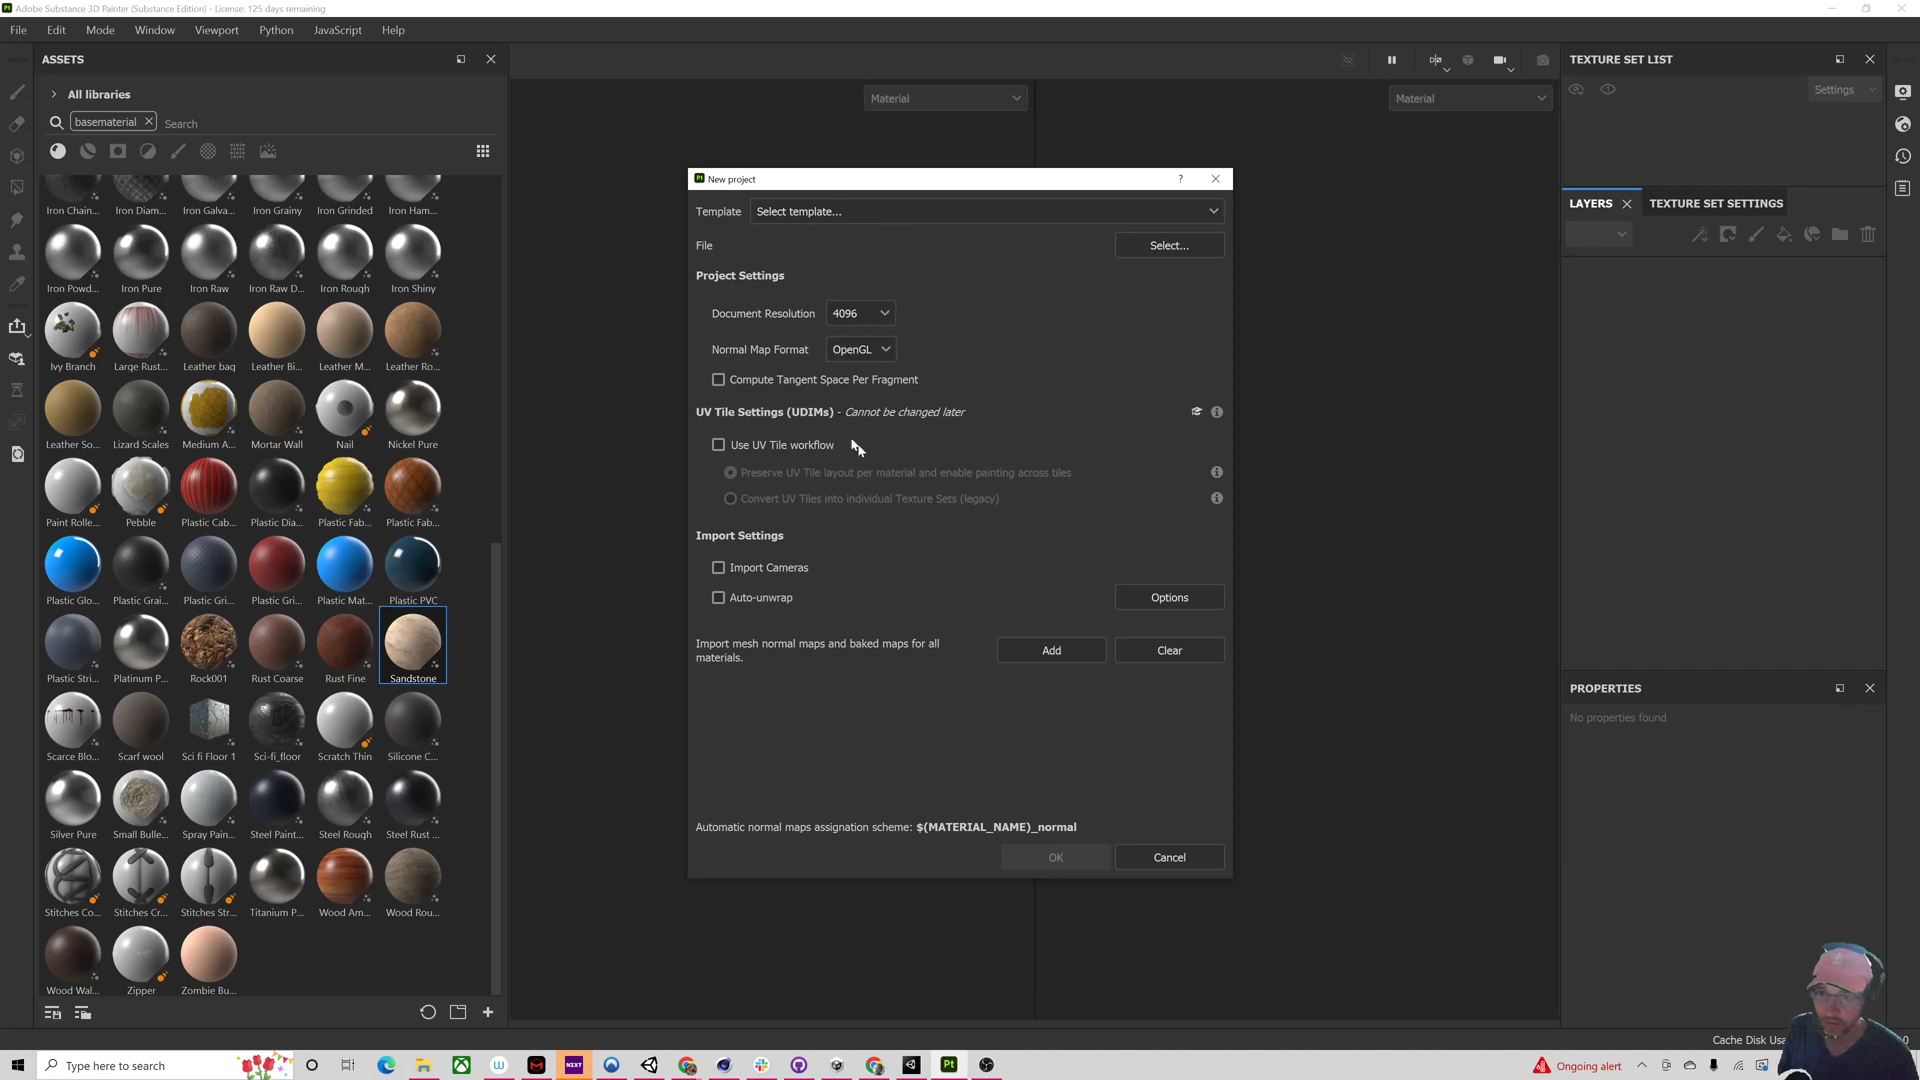 Adobe Substance 3D Painter (Substance Edition) - License: 125 days remaining
File Edit Mode Window Viewport Python JavaScript Help
ASSETS
All libraries
basematerial Search
Iron Chain... Iron Diam... Iron Galva... Iron Grainy Iron Grinded Iron Ham...
Iron Powd... Iron Pure Iron Raw Iron Raw D... Iron Rough Iron Shiny
Ivy Branch Large Rust... Leather bag Leather Bi... Leather M... Leather Ro...
Leather So... Lizard Scales Medium A... Mortar Wall Nail Nickel Pure
Paint Rolle... Pebble Plastic Cab... Plastic Dia... Plastic Fab... Plastic Fab...
Plastic Glo... Plastic Grai... Plastic Gri... Plastic Gri... Plastic Mat... Plastic PVC
Plastic Stri... Platinum P... Rock001 Rust Coarse Rust Fine Sandstone
Scarce Blo... Scarf wool Sci fi Floor 1 Sci-fi_floor Scratch Thin Silicone C...
Silver Pure Small Bulle... Spray Pain... Steel Paint... Steel Rough Steel Rust ...
Stitches Co... Stitches Cr... Stitches Str... Titanium P... Wood Am... Wood Rou...
Wood Wal... Zipper Zombie Bu...
Material
Material
New project
Template Select template...
File Select...
Project Settings
Document Resolution 4096
Normal Map Format OpenGL
Compute Tangent Space Per Fragment
UV Tile Settings (UDIMs) - Cannot be changed later
Use UV Tile workflow
Preserve UV Tile layout per material and enable painting across tiles
Convert UV Tiles into individual Texture Sets (legacy)
Import Settings
Import Cameras
Auto-unwrap Options
Import mesh normal maps and baked maps for all
materials.
Add Clear
Automatic normal maps assignation scheme: $(MATERIAL_NAME)_normal
OK Cancel
TEXTURE SET LIST
Settings
LAYERS TEXTURE SET SETTINGS
PROPERTIES
No properties found
Cache Disk
Type here to search
NIXT
Pt
Ongoing alert